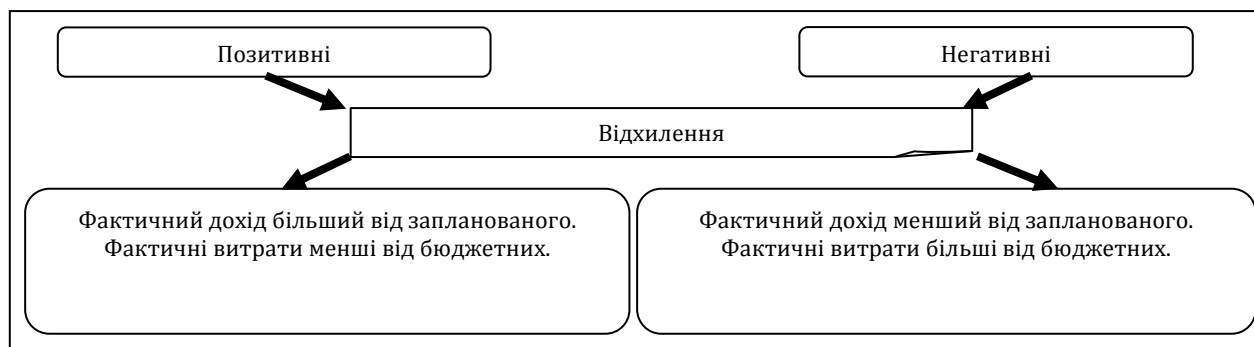 Позитивні
Негативні
Відхилення
Фактичний дохід більший від запланованого.
Фактичні витрати менші від бюджетних.
Фактичний дохід менший від запланованого.
Фактичні витрати більші від бюджетних.